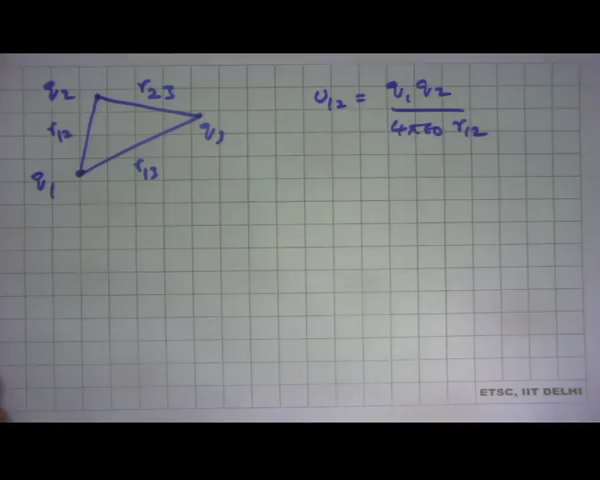 q2 r23
r12 q3
r13
q1
U12 = q1 q2 / 4πε0 r12
ETSC, IIT DELHI